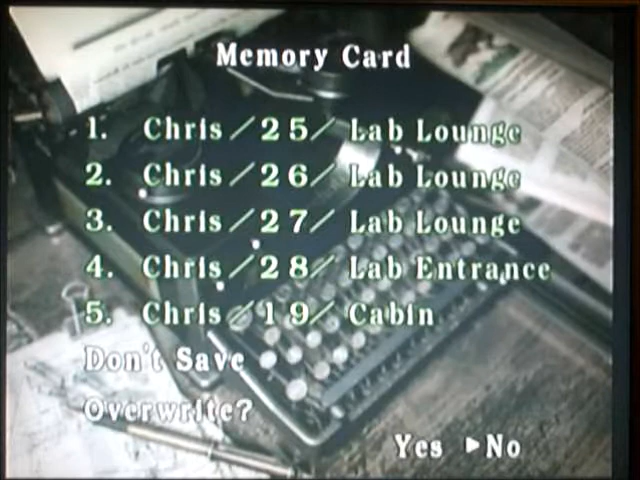 Memory Card
1. Chris/25/Lab Lounge
2. Chris/26/Lab Lounge
3. Chris/27/Lab Lounge
4. Chris/28/Lab Entrance
5. Chris/19/Cabin
Don't Save
Overwrite?
Yes ►No